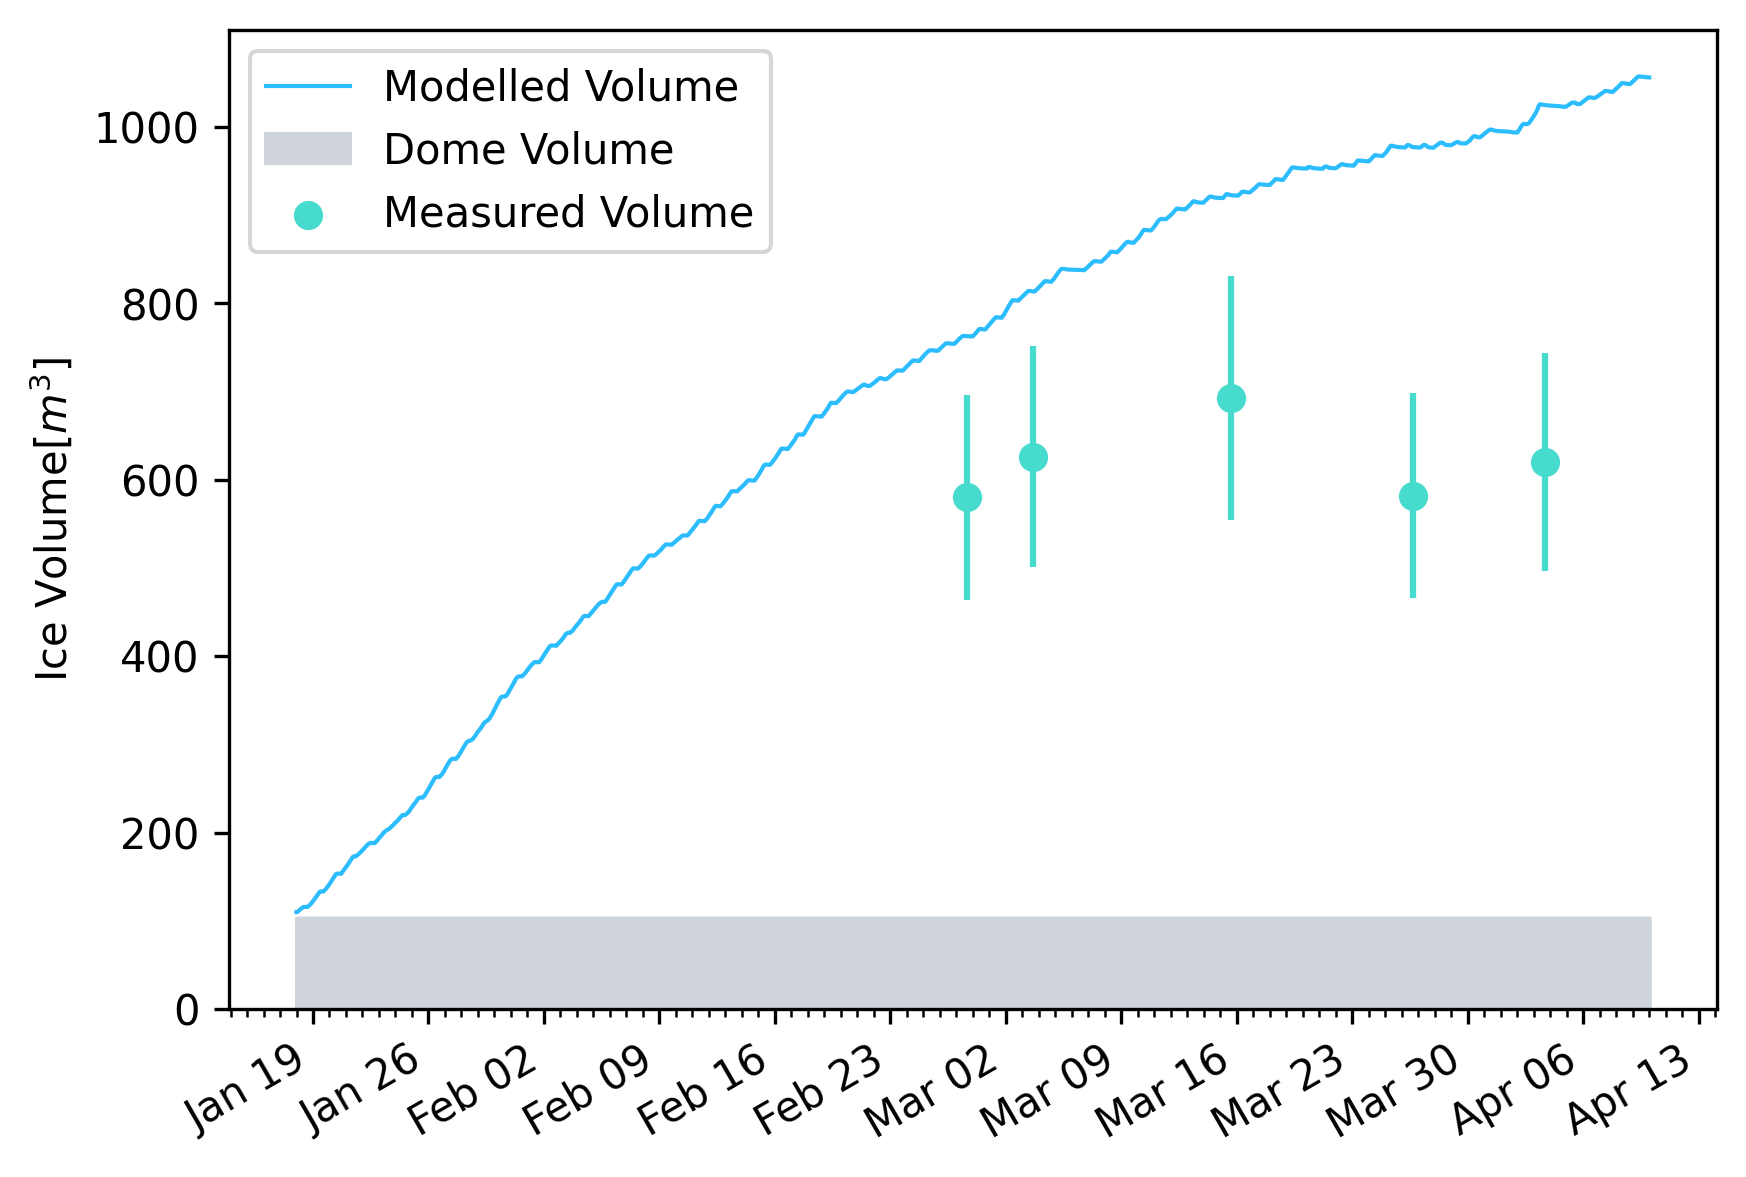 Modelled Volume
Dome Volume
Measured Volume
Ice Volume[m³]
1000
800
600
400
200
0
Jan 19
Jan 26
Feb 02
Feb 09
Feb 16
Feb 23
Mar 02
Mar 09
Mar 16
Mar 23
Mar 30
Apr 06
Apr 13